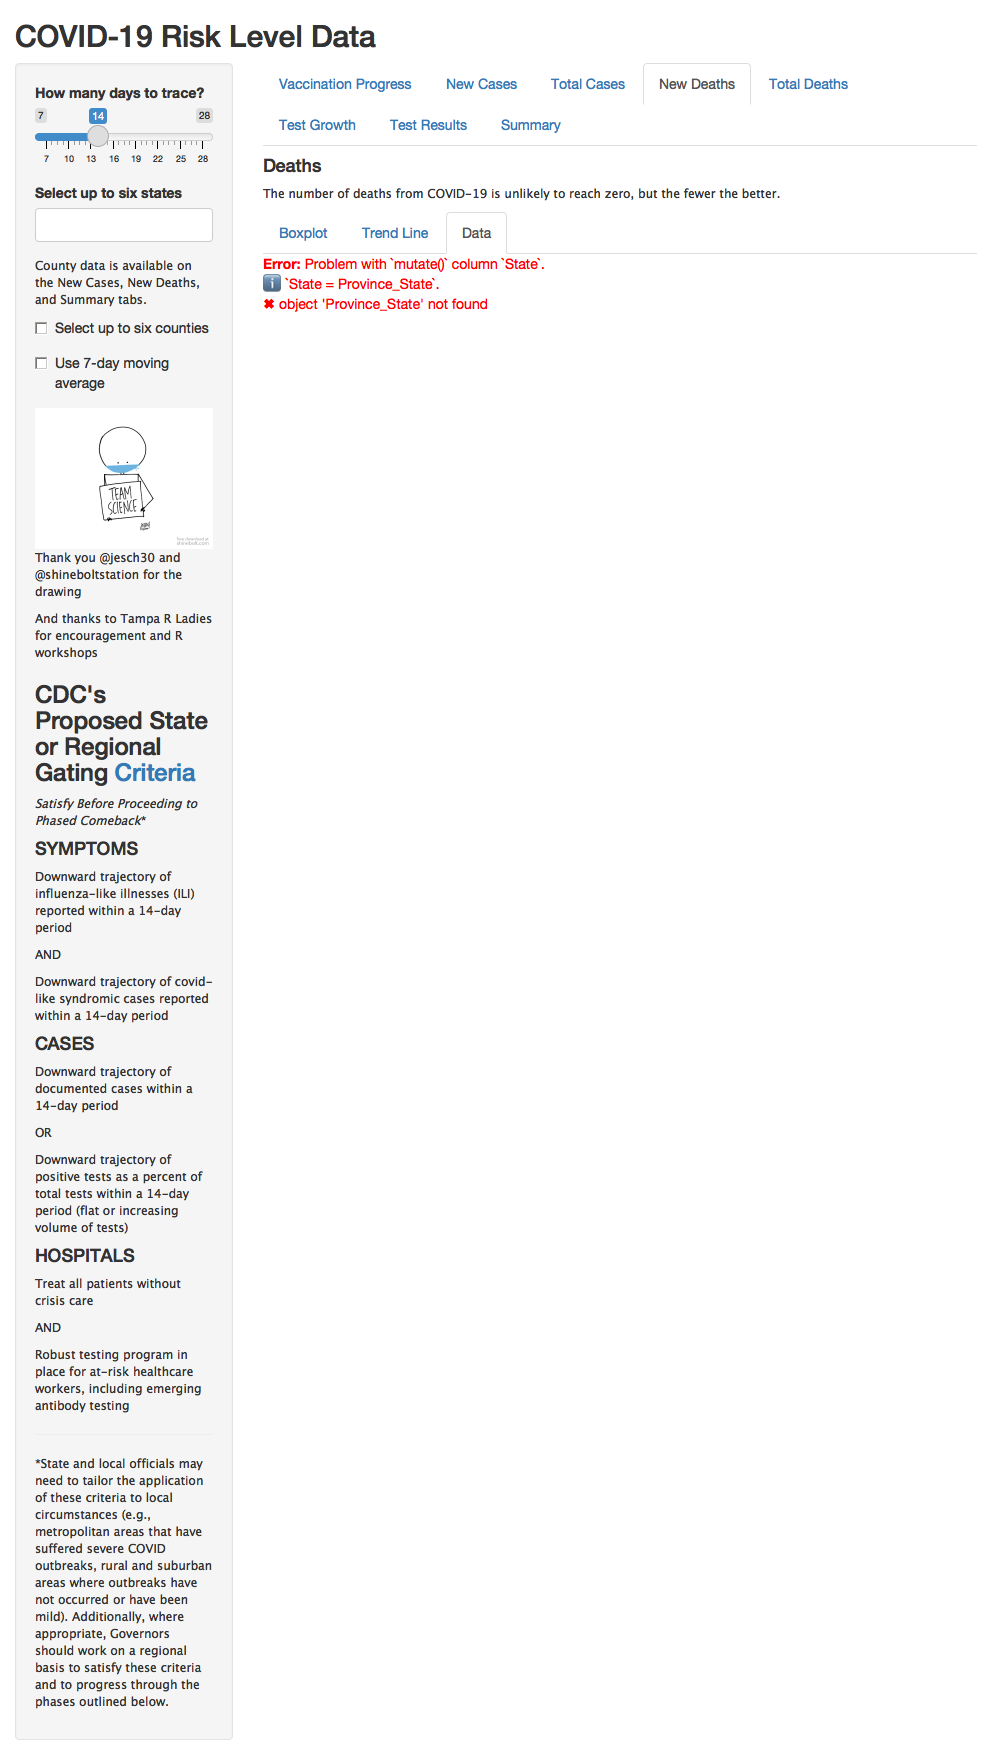 COVID-19 Risk Level Data
How many days to trace?
7 14 28
7 10 13 16 19 22 25 28
Select up to six states
County data is available on
the New Cases, New Deaths,
and Summary tabs.
Select up to six counties
Use 7-day moving
average
TEAM
SCIENCE
Thank you @jesch30 and
@shineboltstation for the
drawing
And thanks to Tampa R Ladies
for encouragement and R
workshops
CDC's
Proposed State
or Regional
Gating Criteria
Satisfy Before Proceeding to
Phased Comeback*
SYMPTOMS
Downward trajectory of
influenza-like illnesses (ILI)
reported within a 14-day
period
AND
Downward trajectory of covid-
like syndromic cases reported
within a 14-day period
CASES
Downward trajectory of
documented cases within a
14-day period
OR
Downward trajectory of
positive tests as a percent of
total tests within a 14-day
period (flat or increasing
volume of tests)
HOSPITALS
Treat all patients without
crisis care
AND
Robust testing program in
place for at-risk healthcare
workers, including emerging
antibody testing
*State and local officials may
need to tailor the application
of these criteria to local
circumstances (e.g.,
metropolitan areas that have
suffered severe COVID
outbreaks, rural and suburban
areas where outbreaks have
not occurred or have been
mild). Additionally, where
appropriate, Governors
should work on a regional
basis to satisfy these criteria
and to progress through the
phases outlined below.
Vaccination Progress New Cases Total Cases New Deaths Total Deaths
Test Growth Test Results Summary
Deaths
The number of deaths from COVID-19 is unlikely to reach zero, but the fewer the better.
Boxplot Trend Line Data
Error: Problem with `mutate()` column `State`.
ℹ `State = Province_State`.
✖ object 'Province_State' not found